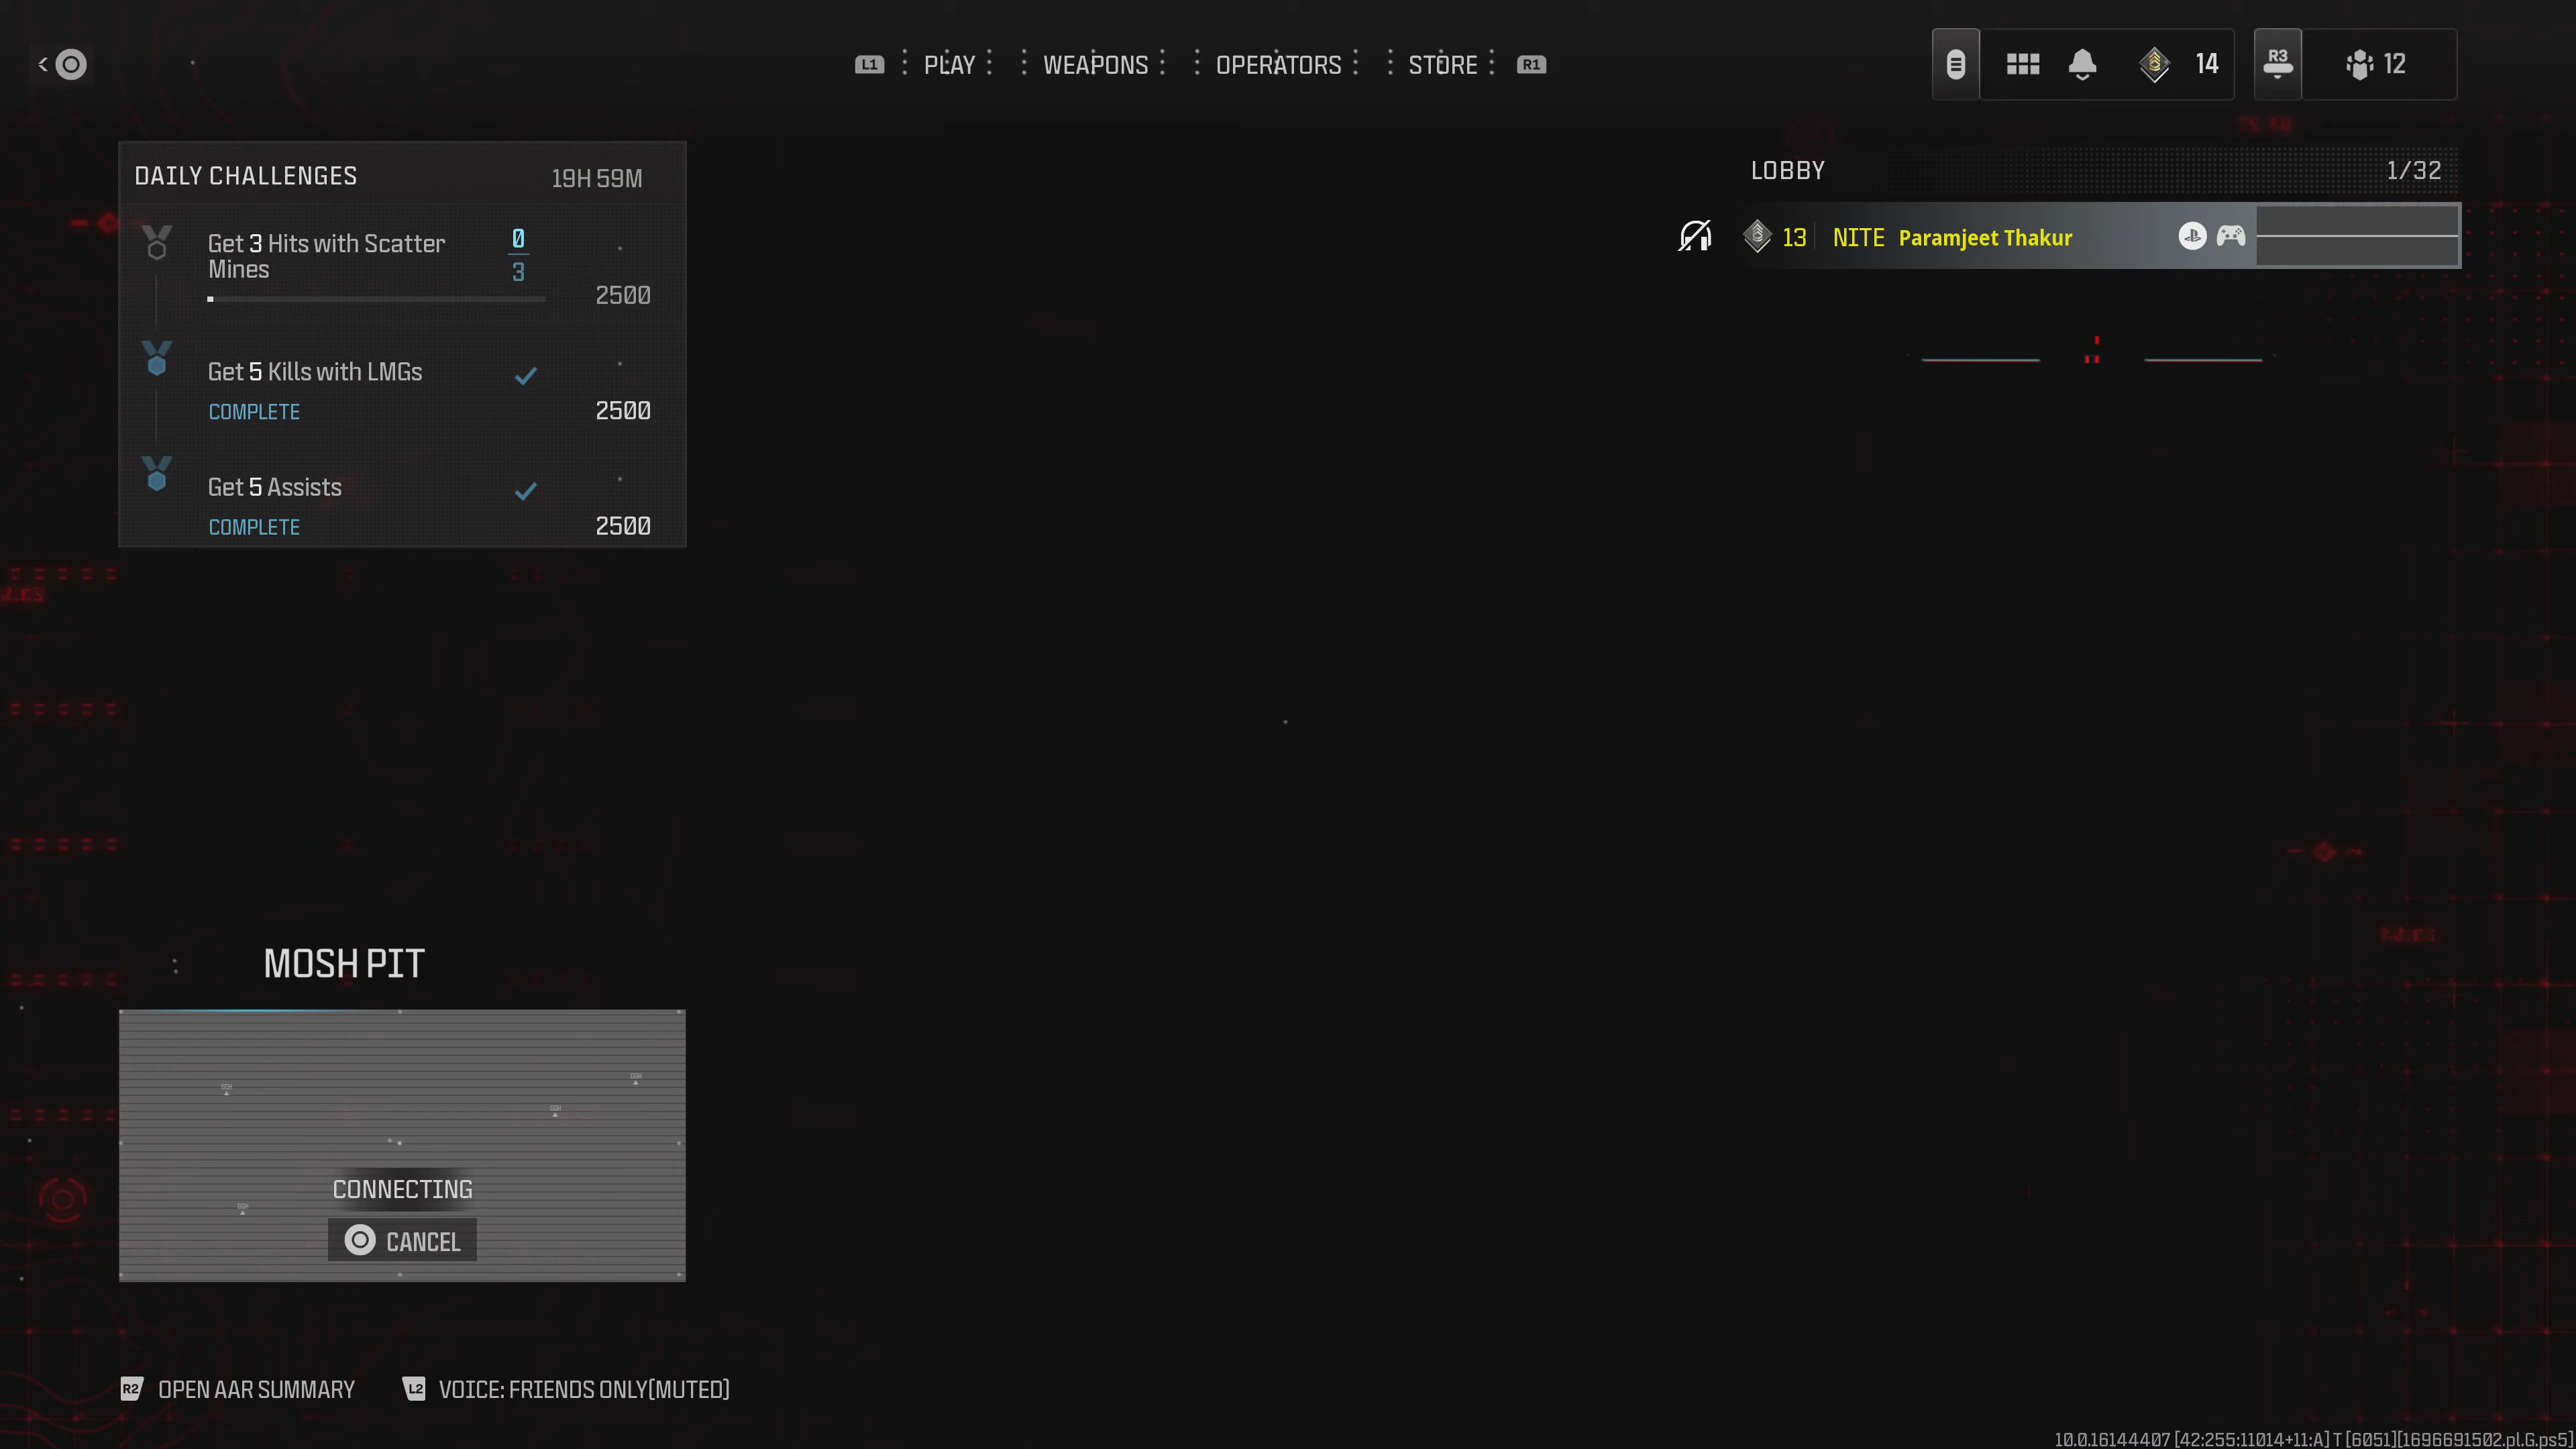 L1 PLAY WEAPONS OPERATORS STORE R1
14
R3
12
DAILY CHALLENGES 19H 59M
Get 3 Hits with Scatter
Mines
0
3
2500
Get 5 Kills with LMGs
COMPLETE 2500
Get 5 Assists
COMPLETE 2500
LOBBY 1/32
13 NITE Paramjeet Thakur
MOSH PIT
CONNECTING
CANCEL
R2 OPEN AAR SUMMARY L2 VOICE: FRIENDS ONLY(MUTED)
10.0.16144407 [42:255:11014+11:A] T [6051][1696691502.pl.G.ps5]